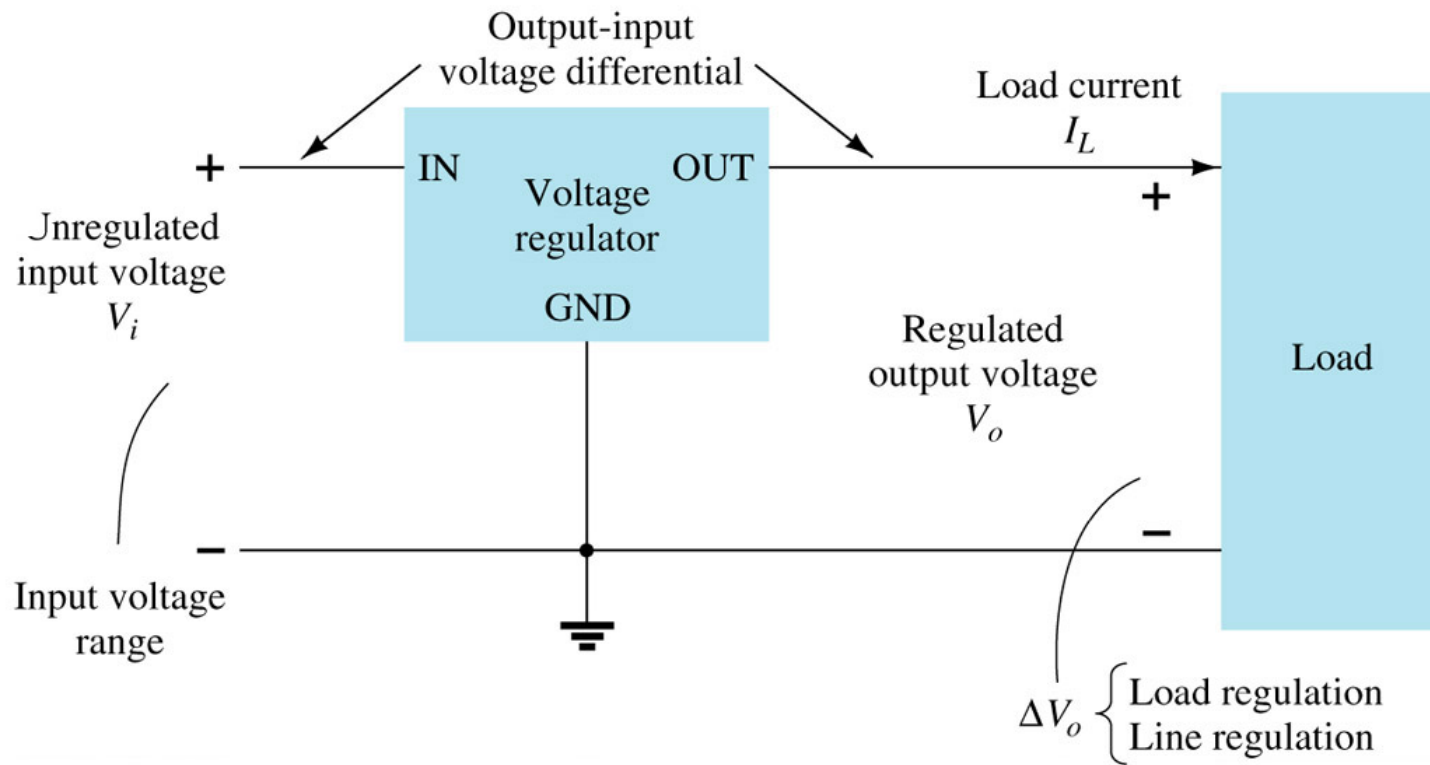 Output-input
voltage differential
Load current
I_L
+
IN
OUT
Voltage
regulator
GND
+
Jnregulated
input voltage
V_i
Regulated
output voltage
V_o
Load
−
−
Input voltage
range
ΔV_o { Load regulation
Line regulation